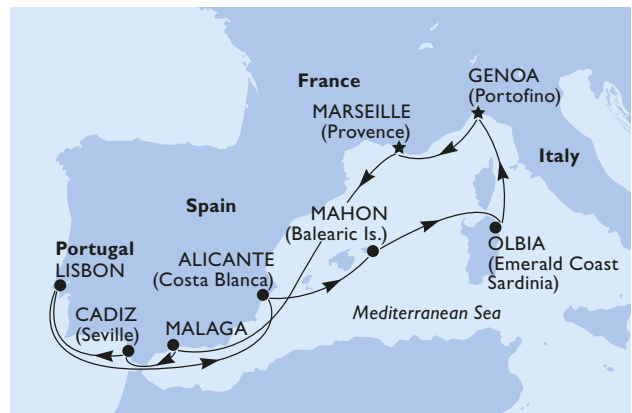 France
GENOA
(Portofino)
MARSEILLE
(Provence)
Italy
Spain
MAHON
(Balearic Is.)
Portugal
LISBON
ALICANTE
(Costa Blanca)
OLBIA
(Emerald Coast
Sardinia)
CADIZ
(Seville)
MALAGA
Mediterranean Sea